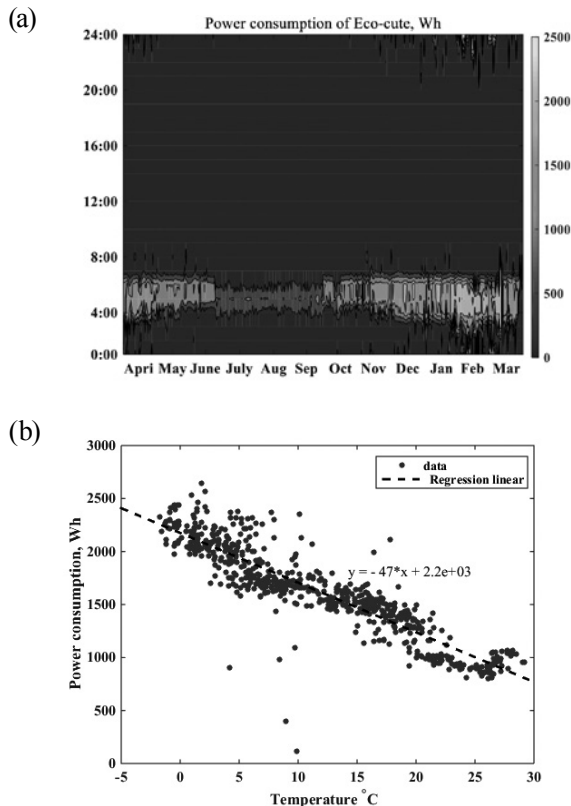 (a)
Power consumption of Eco-cute, Wh
24:00
20:00
16:00
12:00
8:00
4:00
0:00
Apri May June July Aug Sep Oct Nov Dec Jan Feb Mar
2500
2000
1500
1000
500
0
(b)
Power consumption, Wh
3000
2500
2000
1500
1000
500
0
data
Regression linear
y = - 47*x + 2.2e+03
-5 0 5 10 15 20 25 30
Temperature °C